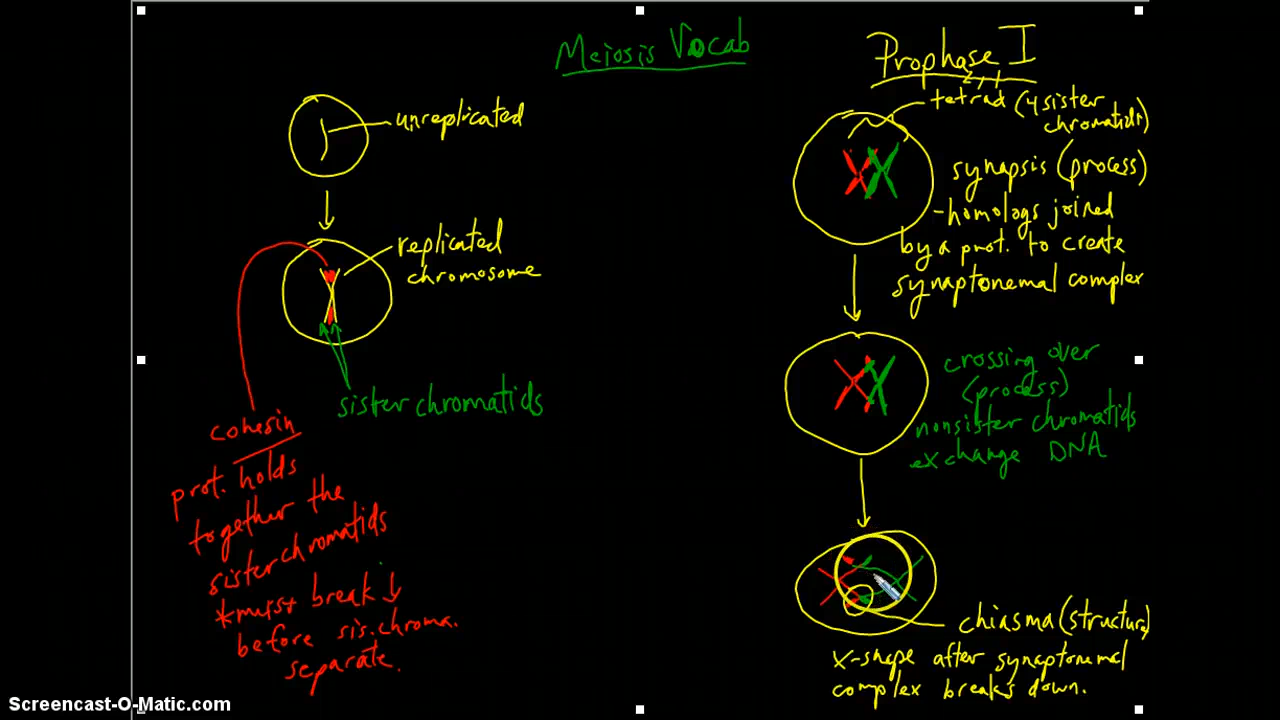 Meiosis Vocab
unreplicated
replicated
chromosome
sister chromatids
cohesin
prot. holds
together the
sister chromatids
*must break ↓
before sis. chroma.
separate.
Prophase I
tetrad (4 sister
chromatids)
synapsis (process)
-homologs joined
by a prot. to create
synaptonemal complex
crossing over
(process)
nonsister chromatids
exchange DNA
chiasma (structure)
x-shape after synaptonemal
complex breaks down.
Screencast-O-Matic.com